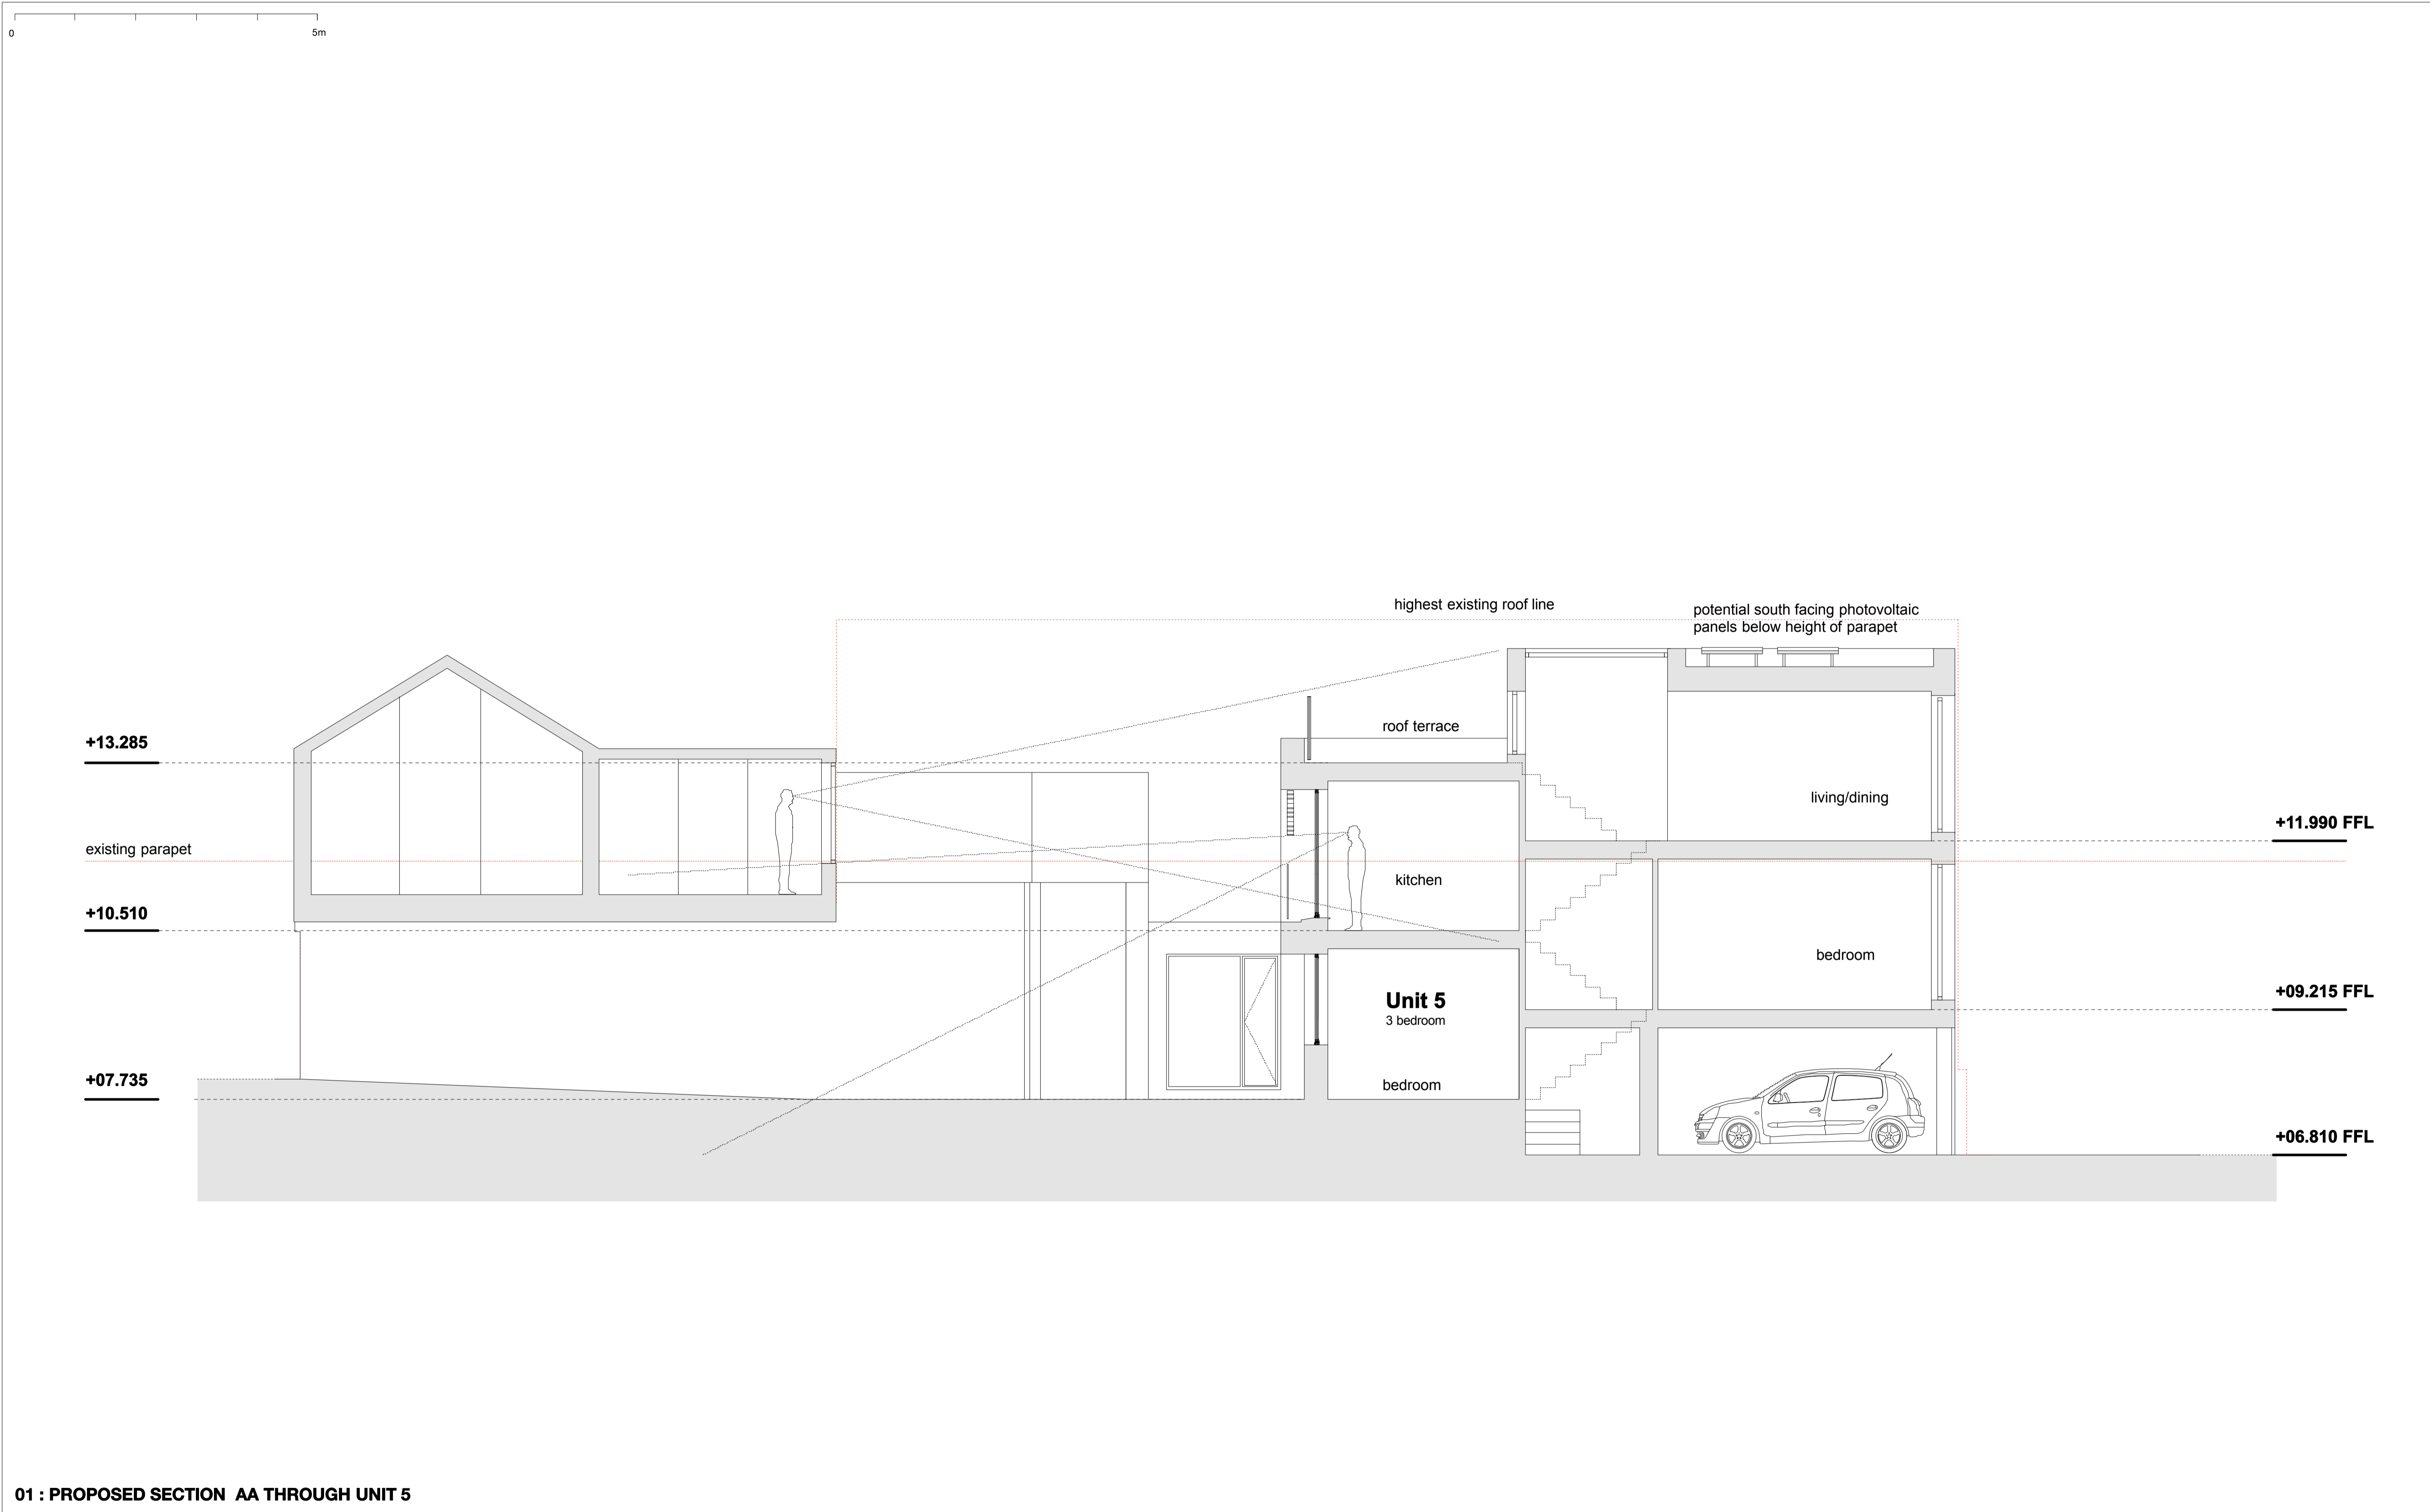 0
5m
highest existing roof line
potential south facing photovoltaic
panels below height of parapet
roof terrace
+13.285
living/dining
+11.990 FFL
existing parapet
kitchen
+10.510
bedroom
+09.215 FFL
Unit 5
3 bedroom
+07.735
bedroom
+06.810 FFL
01 : PROPOSED SECTION AA THROUGH UNIT 5